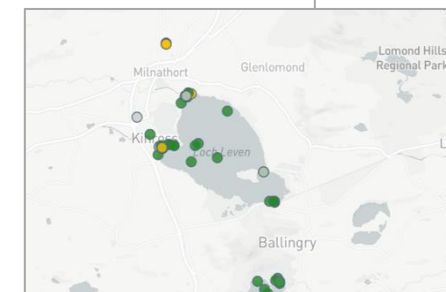 Lomond Hills
Regional Park
Milnathort
Glenlomond
Kinross
Loch Leven
Ballingry